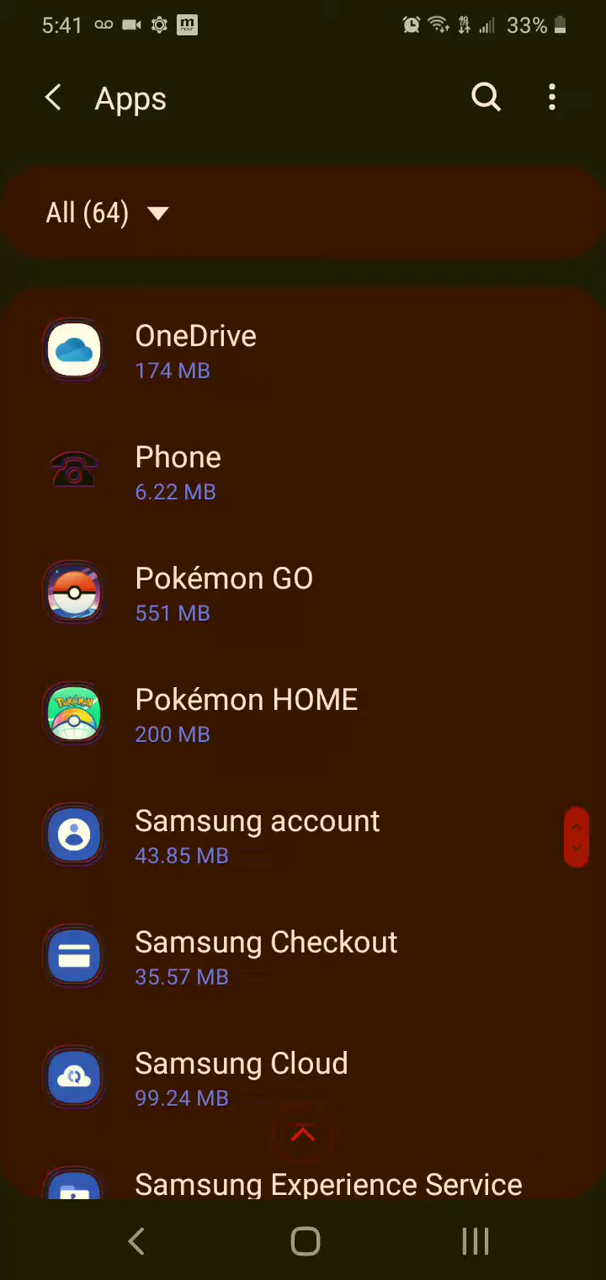 5:41 33%
Apps
All (64)
OneDrive
174 MB
Phone
6.22 MB
Pokémon GO
551 MB
Pokémon HOME
200 MB
Samsung account
43.85 MB
Samsung Checkout
35.57 MB
Samsung Cloud
99.24 MB
Samsung Experience Service